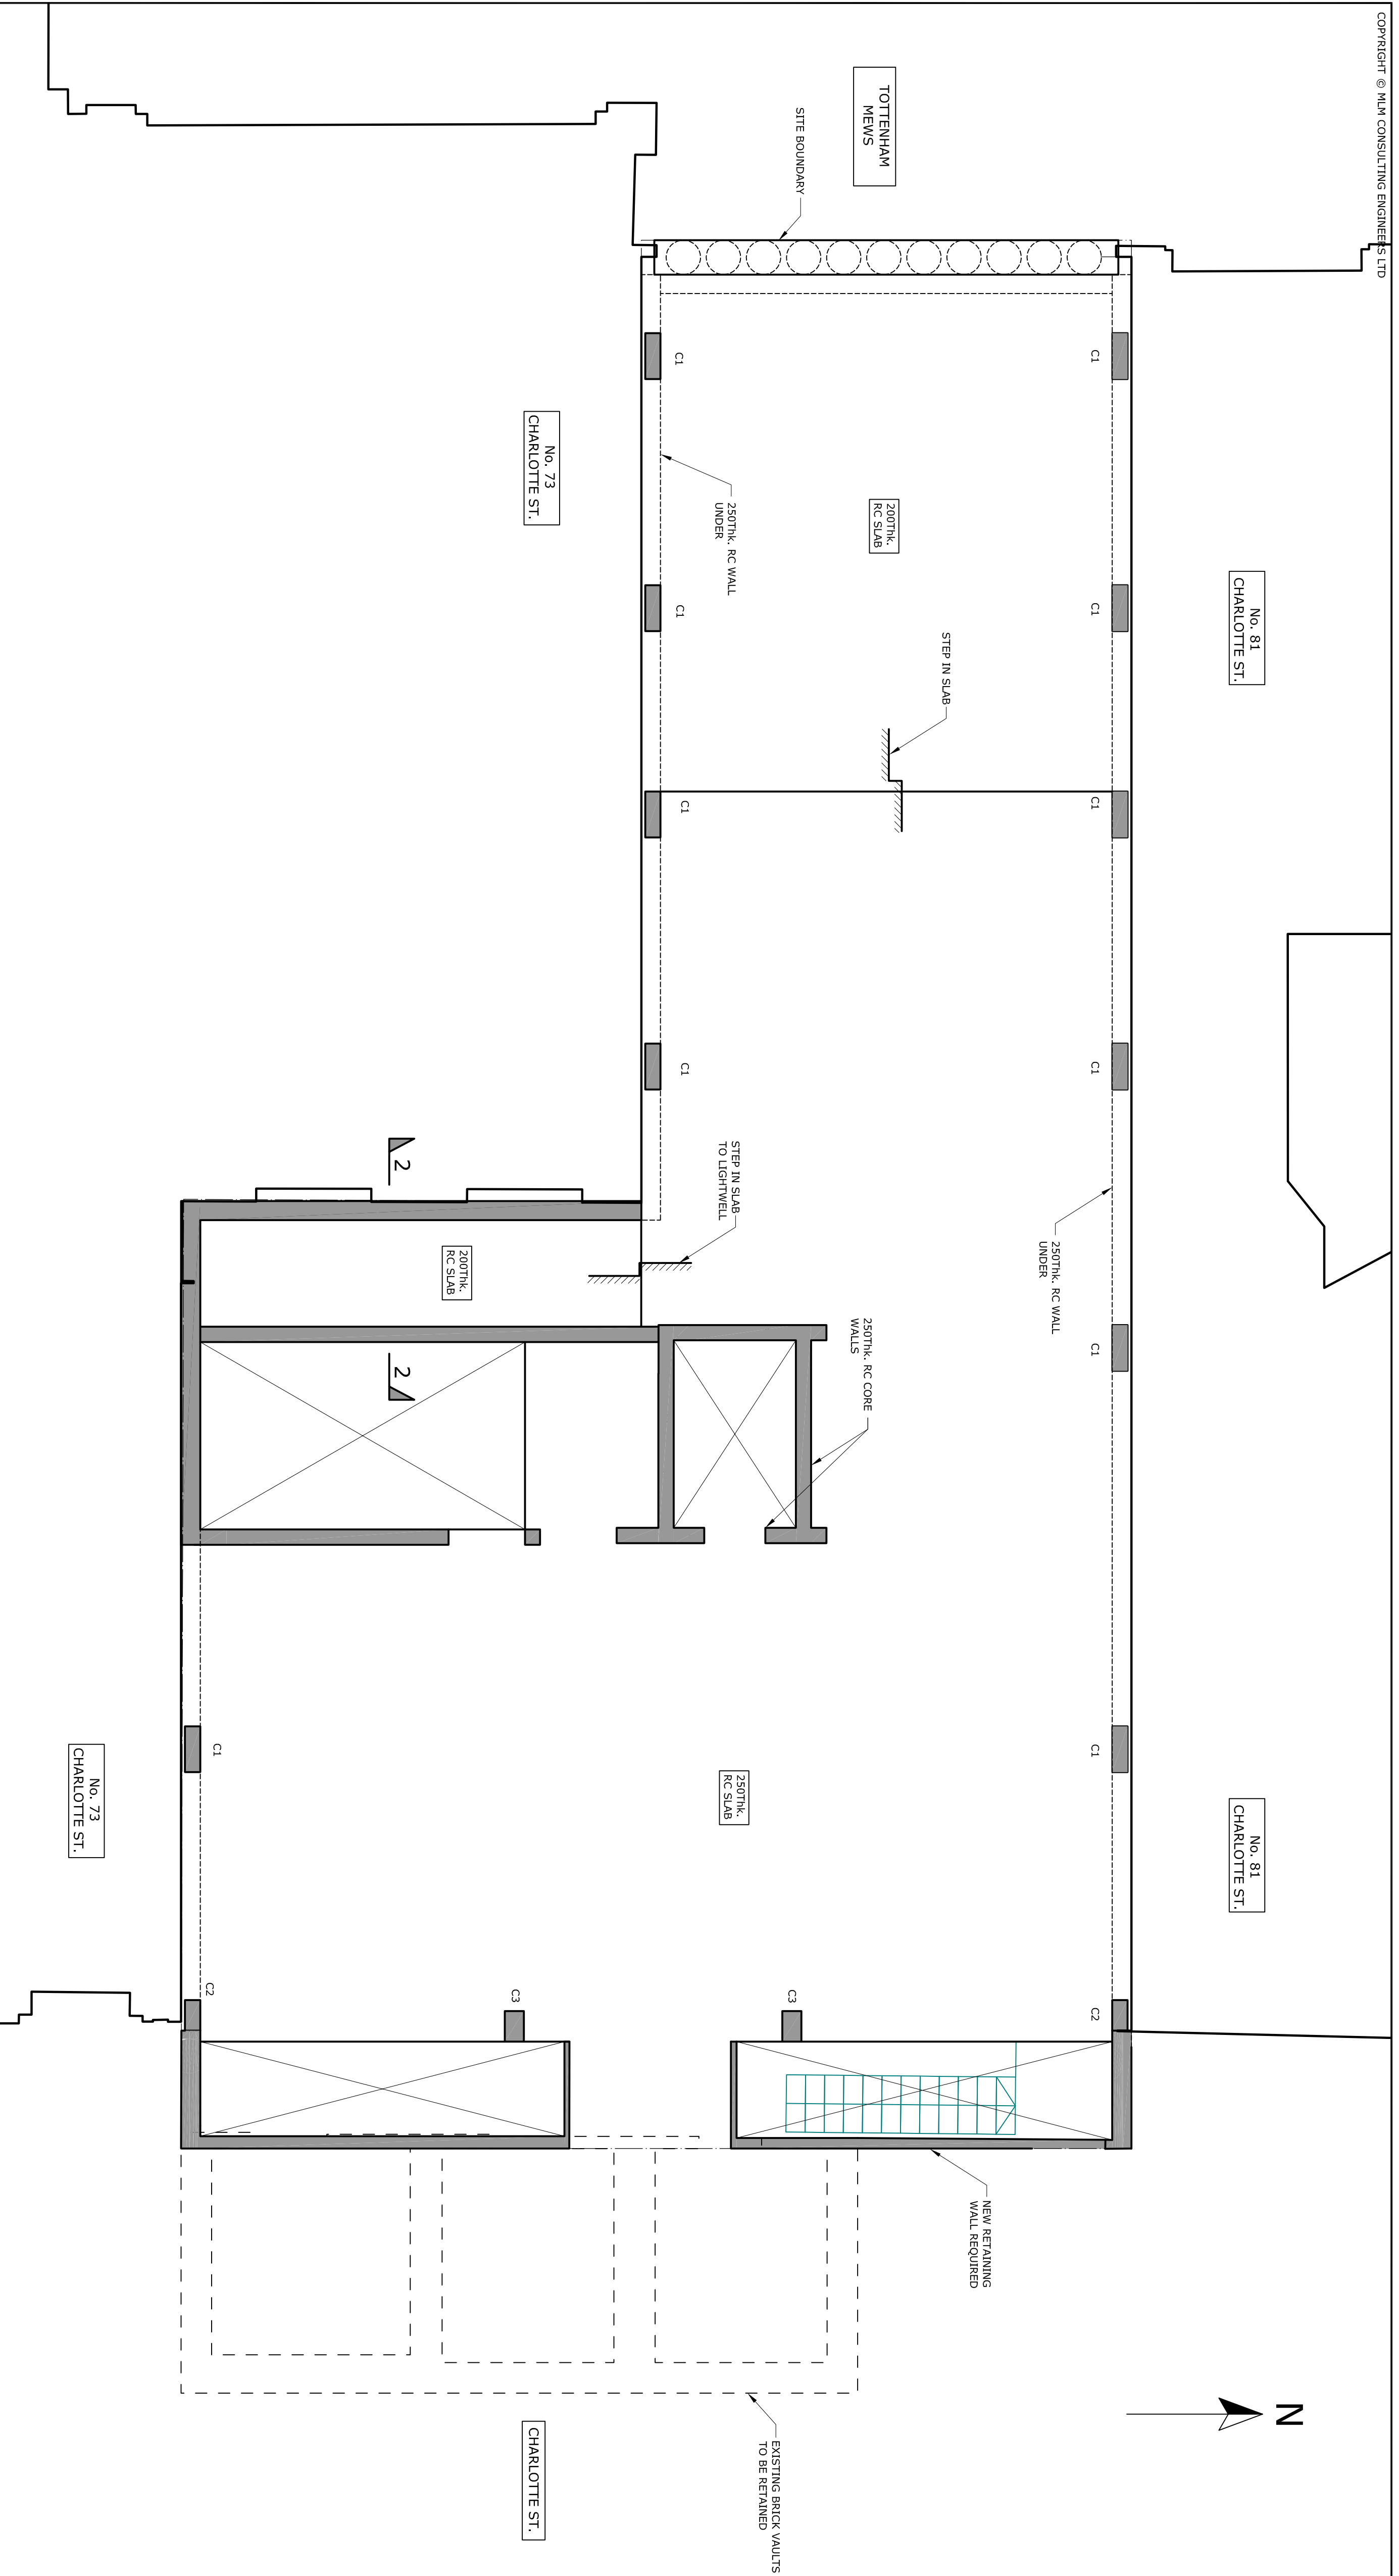 COPYRIGHT © MLM CONSULTING ENGINEERS LTD
N
No. 81
CHARLOTTE ST.
No. 81
CHARLOTTE ST.
C1
C1
C1
C1
C1
C1
C2
250Thk. RC WALL
UNDER
NEW RETAINING
WALL REQUIRED
STEP IN SLAB
TOTTENHAM
MEWS
200Thk.
RC SLAB
250Thk. RC CORE
WALLS
SITE BOUNDARY
C3
EXISTING BRICK VAULTS
TO BE RETAINED
250Thk. RC WALL
UNDER
STEP IN SLAB
TO LIGHTWELL
250Thk.
RC SLAB
C1
C1
C1
C1
No. 73
CHARLOTTE ST.
CHARLOTTE ST.
C3
200Thk.
RC SLAB
2
2
C1
C2
No. 73
CHARLOTTE ST.